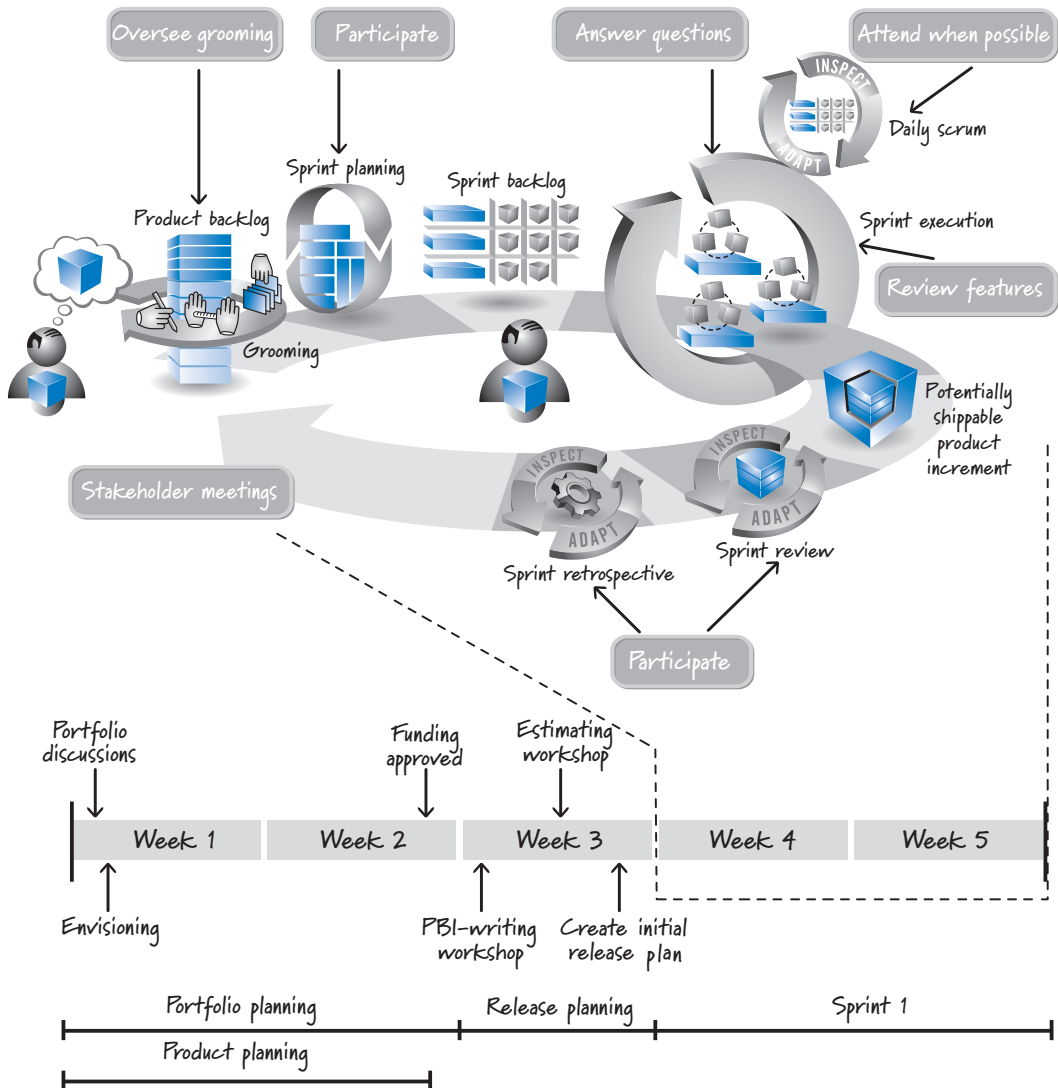 Oversee grooming
Participate
Answer questions
Attend when possible
INSPECT
ADAPT
Daily scrum
Sprint planning
Sprint backlog
Product backlog
Sprint execution
Review features
Grooming
Potentially
shippable
product
increment
Stakeholder meetings
INSPECT
ADAPT
INSPECT
ADAPT
Sprint review
Sprint retrospective
Participate
Portfolio
discussions
Funding
approved
Estimating
workshop
Week 1
Week 2
Week 3
Week 4
Week 5
Envisioning
PBI-writing
workshop
Create initial
release plan
Portfolio planning
Release planning
Sprint 1
Product planning